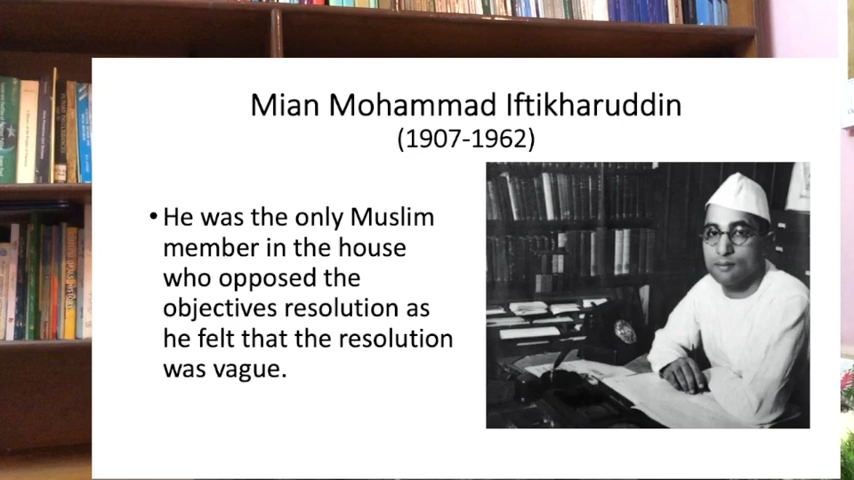 Mian Mohammad Iftikharuddin
(1907-1962)
• He was the only Muslim
member in the house
who opposed the
objectives resolution as
he felt that the resolution
was vague.